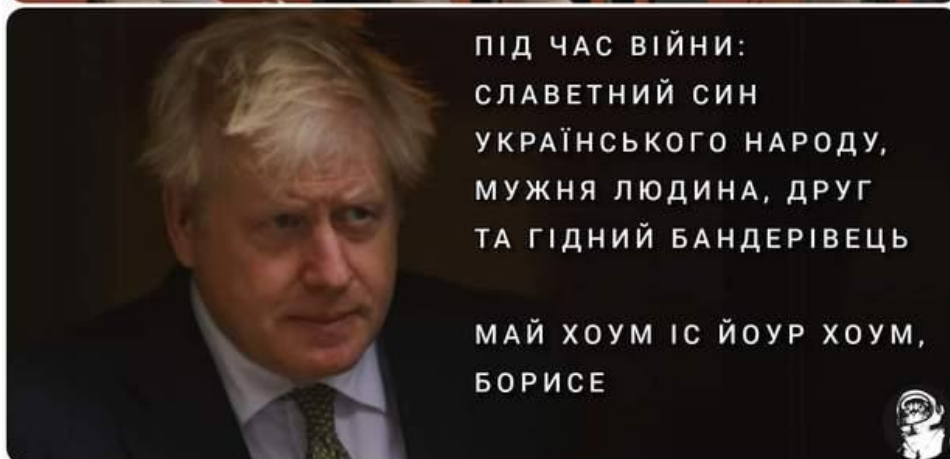 ПІД ЧАС ВІЙНИ:
СЛАВЕТНИЙ СИН
УКРАЇНСЬКОГО НАРОДУ,
МУЖНЯ ЛЮДИНА, ДРУГ
ТА ГІДНИЙ БАНДЕРІВЕЦЬ
МАЙ ХОУМ ІС ЙОУР ХОУМ,
БОРИСЕ